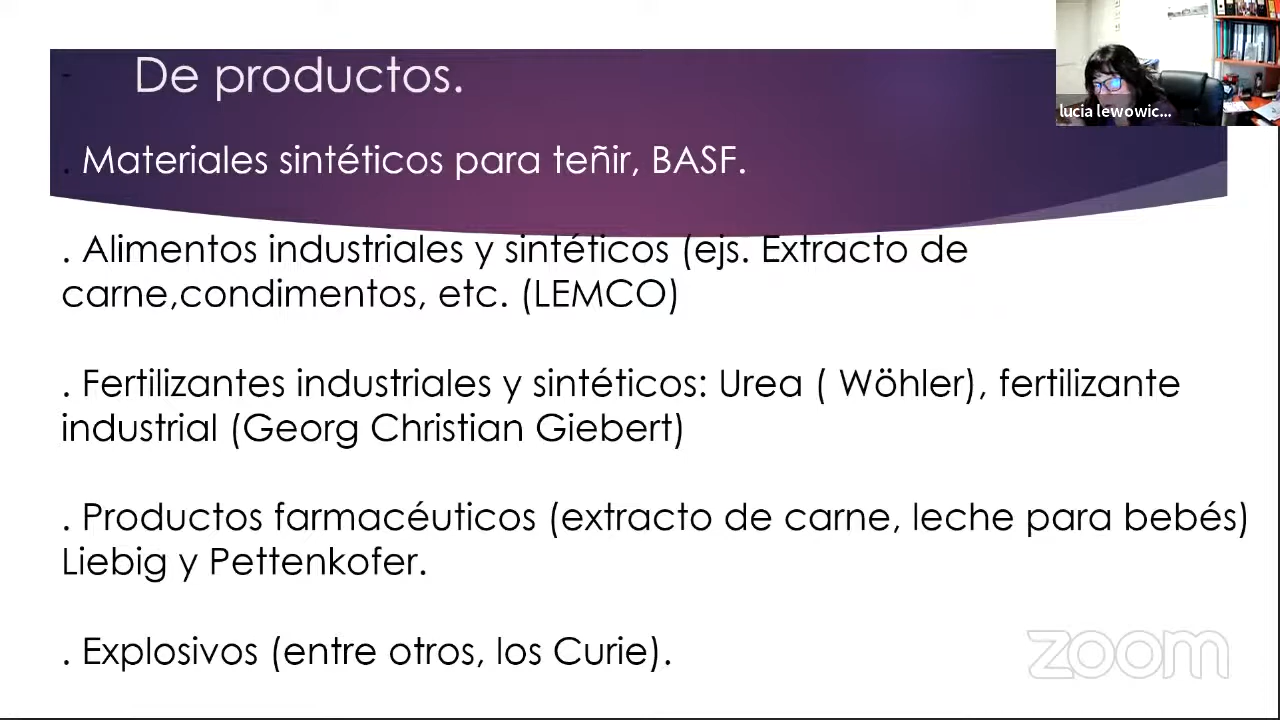 - De productos.
. Materiales sintéticos para teñir, BASF.
. Alimentos industriales y sintéticos (ejs. Extracto de
carne,condimentos, etc. (LEMCO)
. Fertilizantes industriales y sintéticos: Urea ( Wöhler), fertilizante
industrial (Georg Christian Giebert)
. Productos farmacéuticos (extracto de carne, leche para bebés)
Liebig y Pettenkofer.
. Explosivos (entre otros, los Curie).
lucia lewowic...
zoom